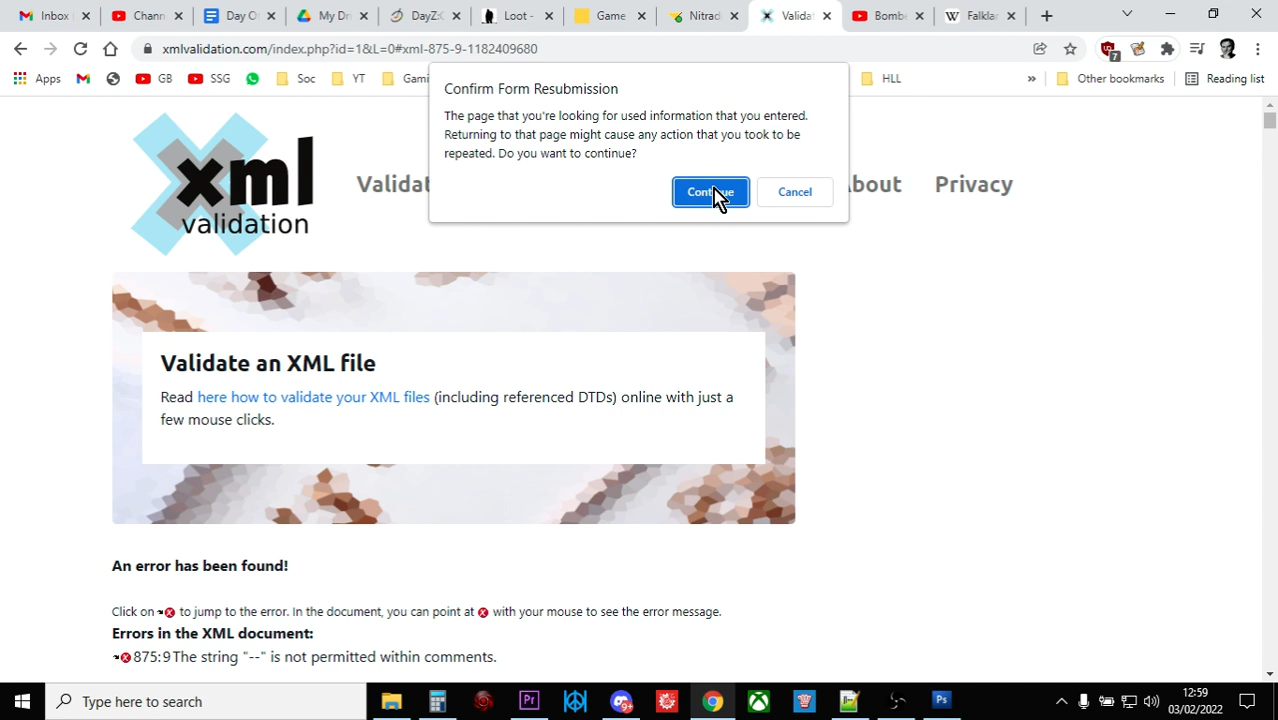 Inbox
Chann
Day O
My Dr
DayZ:
Loot -
Game
Nitrad
Validat
Bombe
Falklar
xmlvalidation.com/index.php?id=1&L=0#xml-875-9-1182409680
7
Apps
GB
SSG
Soc
YT
Gami
HLL
»
Other bookmarks
Reading list
Confirm Form Resubmission
The page that you're looking for used information that you entered.
Returning to that page might cause any action that you took to be
repeated. Do you want to continue?
Continue
Cancel
xml
validation
Validat
About
Privacy
Validate an XML file
Read here how to validate your XML files (including referenced DTDs) online with just a
few mouse clicks.
An error has been found!
Click on to jump to the error. In the document, you can point at with your mouse to see the error message.
Errors in the XML document:
875:9 The string "--" is not permitted within comments.
Type here to search
9+
Pr
Ps
12:59
03/02/2022